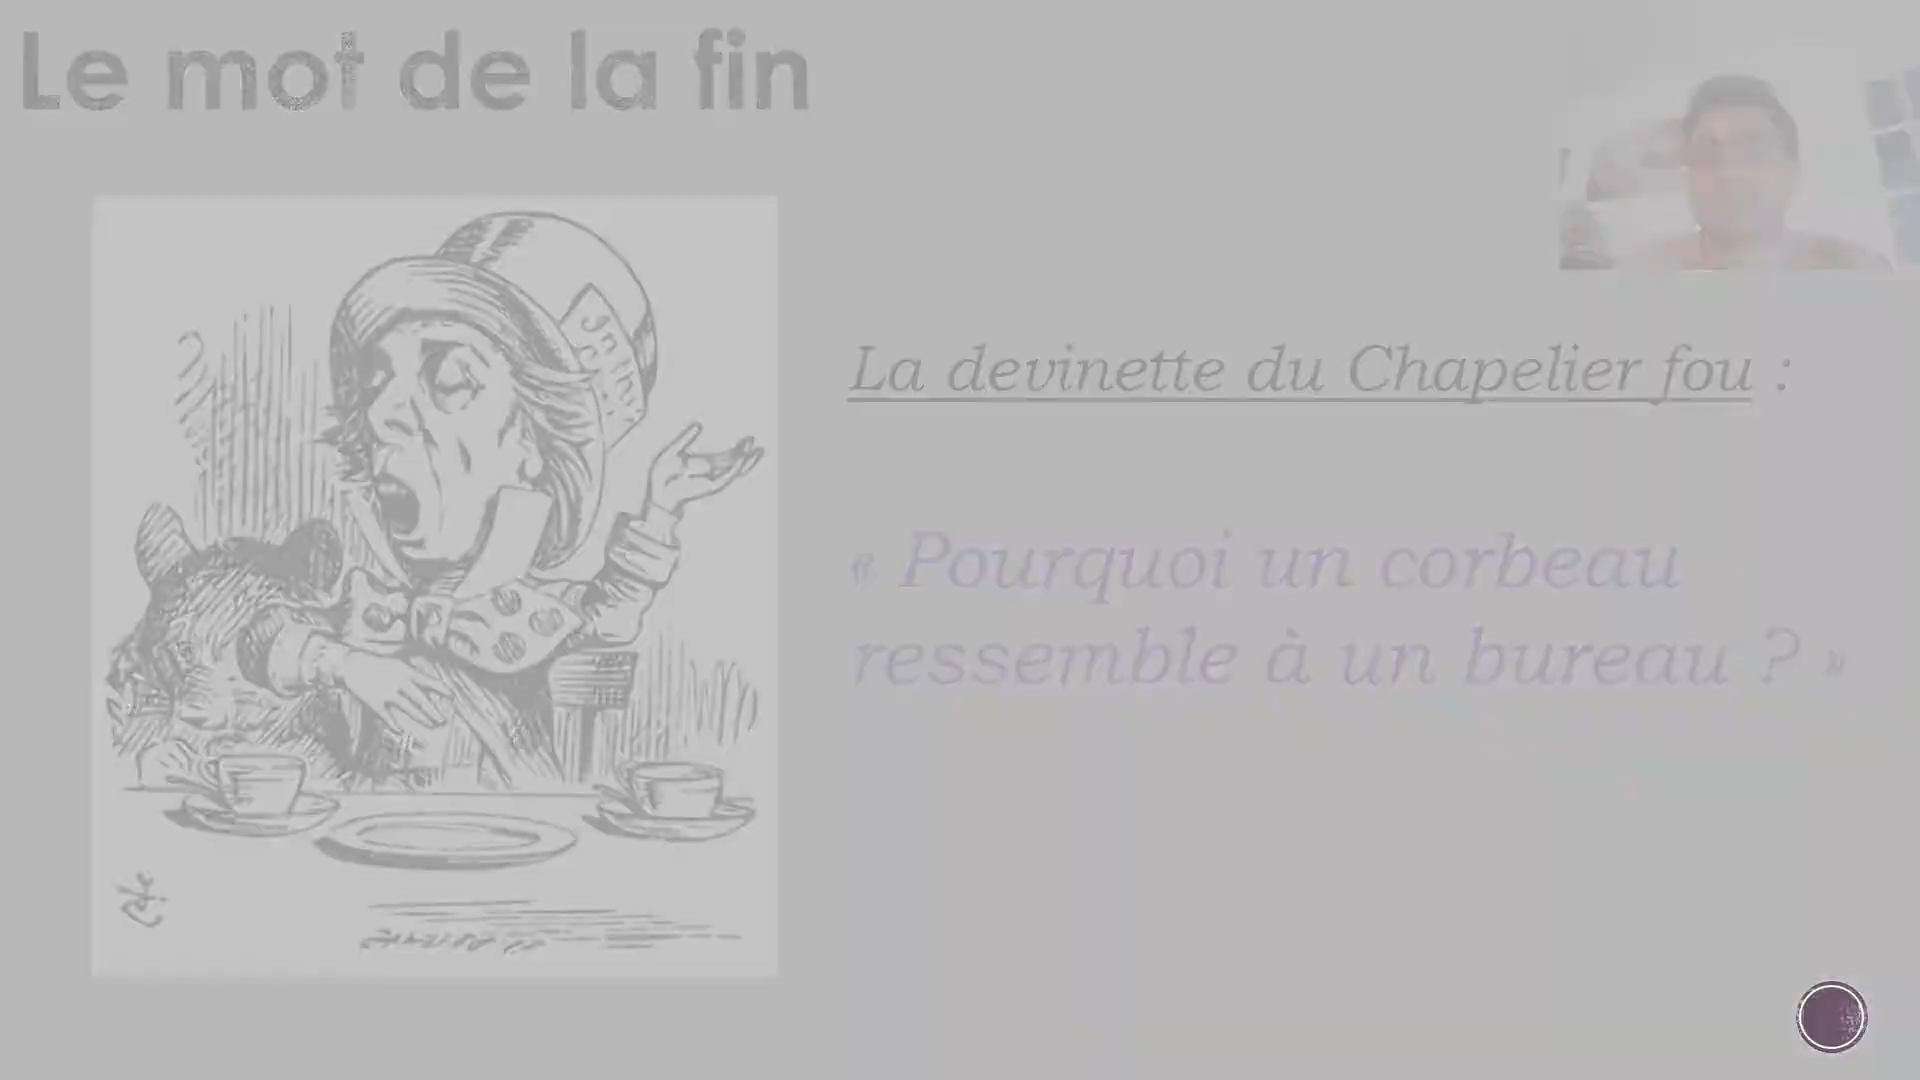 Le mot de la fin
La devinette du Chapelier fou :
« Pourquoi un corbeau
ressemble à un bureau ? »